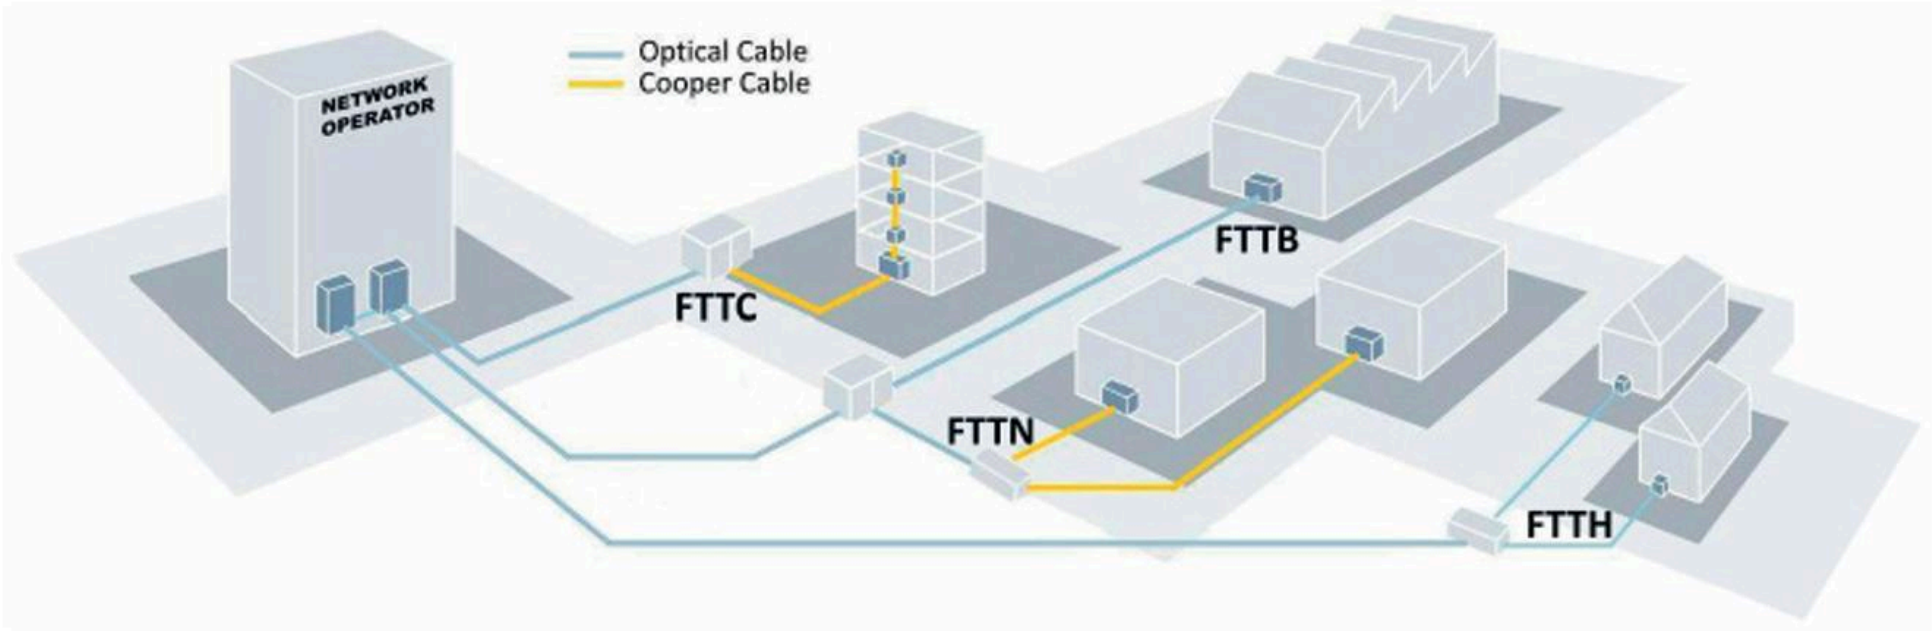 NETWORK
OPERATOR
Optical Cable
Cooper Cable
FTTC
FTTB
FTTN
FTTH